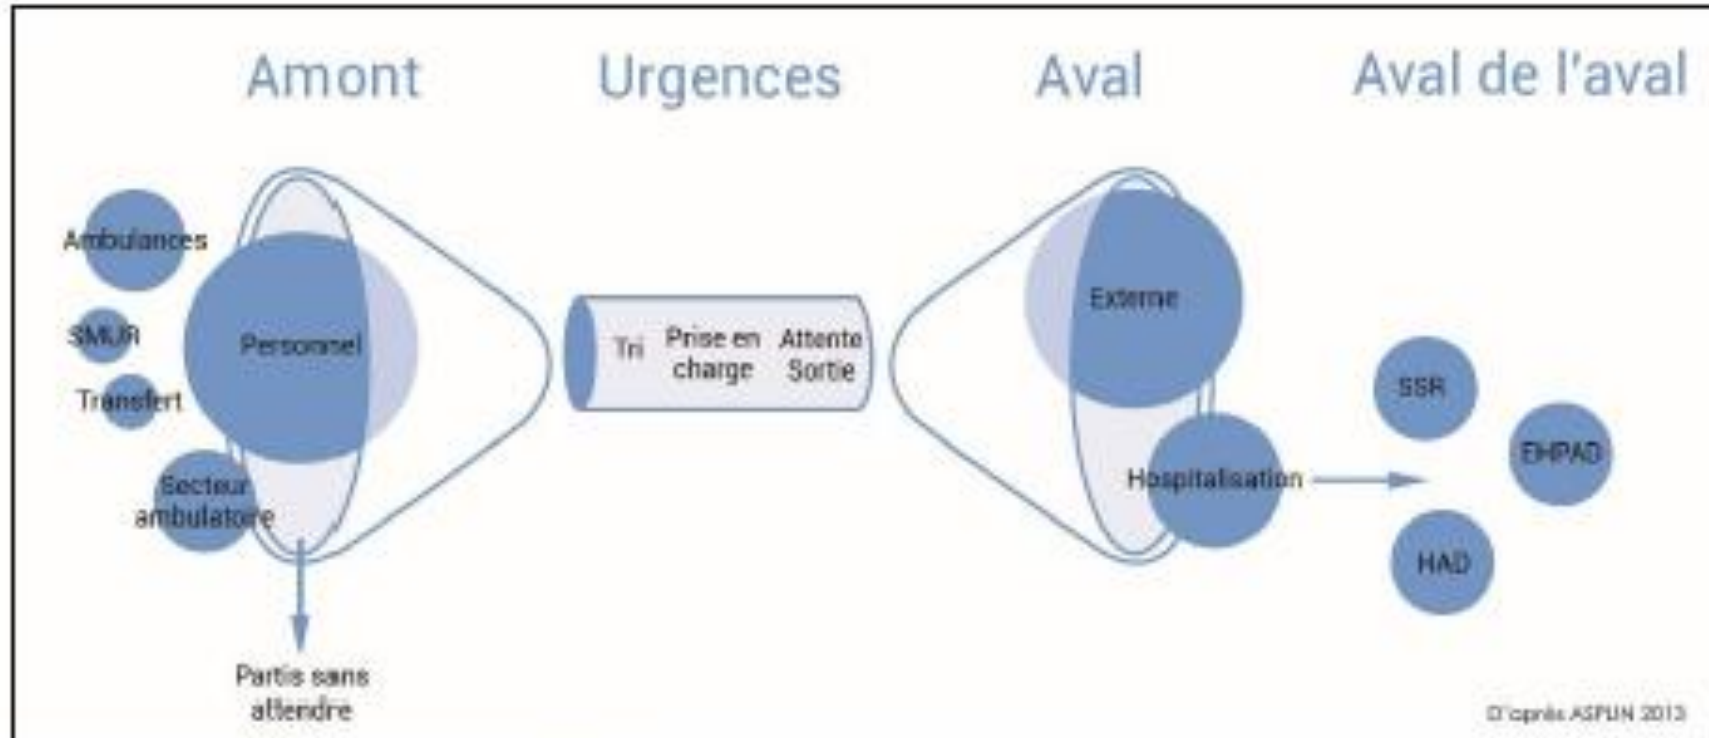 Amont
Urgences
Aval
Aval de l'aval
Ambulances
SMUR
Transfert
Secteur
ambulatoire
Personnel
Partis sans
attendre
Tri
Prise en
charge
Attente
Sortie
Externe
Hospitalisation
SSR
EHPAD
HAD
D'après ASPLIN 2013